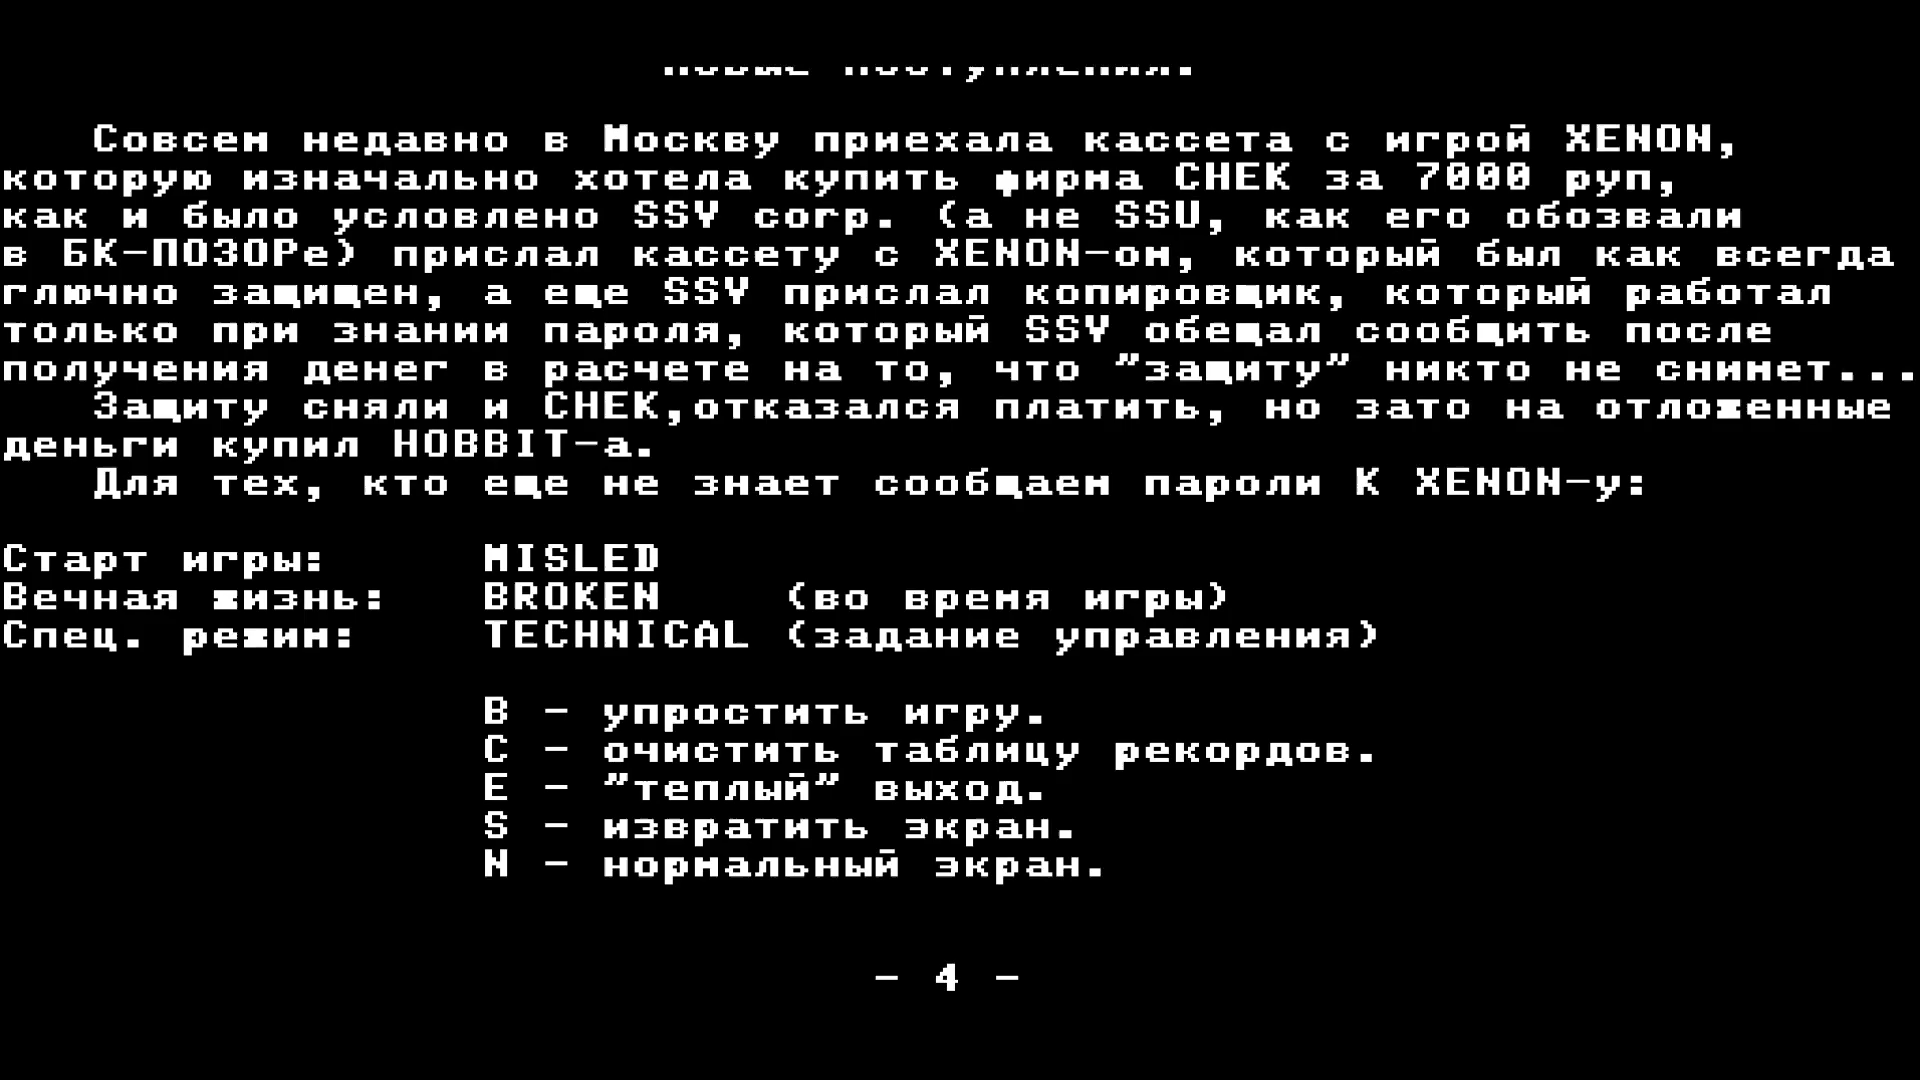 Новые поступления.
Совсем недавно в Москву приехала кассета с игрой XENON,
которую изначально хотела купить фирма CHEK за 7000 руп,
как и было условлено SSV corp. (а не SSU, как его обозвали
в БК-ПОЗОРе) прислал кассету с XENON-ом, который был как всегда
глючно защищен, а еще SSV прислал копировщик, который работал
только при знании пароля, который SSV обещал сообщить после
получения денег в расчете на то, что "защиту" никто не снимет...
Защиту сняли и CHEK,отказался платить, но зато на отложенные
деньги купил HOBBIT-а.
Для тех, кто еще не знает сообщаем пароли К XENON-у:
Старт игры: MISLED
Вечная жизнь: BROKEN (во время игры)
Спец. режим: TECHNICAL (задание управления)
B - упростить игру.
C - очистить таблицу рекордов.
E - "теплый" выход.
S - извратить экран.
N - нормальный экран.
- 4 -